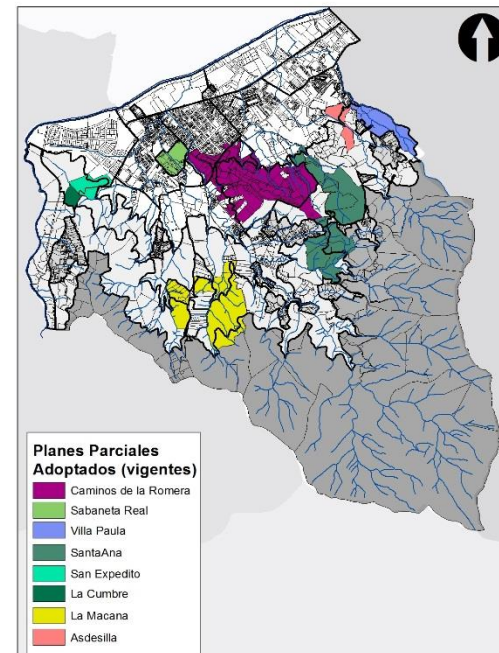 Planes Parciales
Adoptados (vigentes)
Caminos de la Romera
Sabaneta Real
Villa Paula
SantaAna
San Expedito
La Cumbre
La Macana
Asdesilla